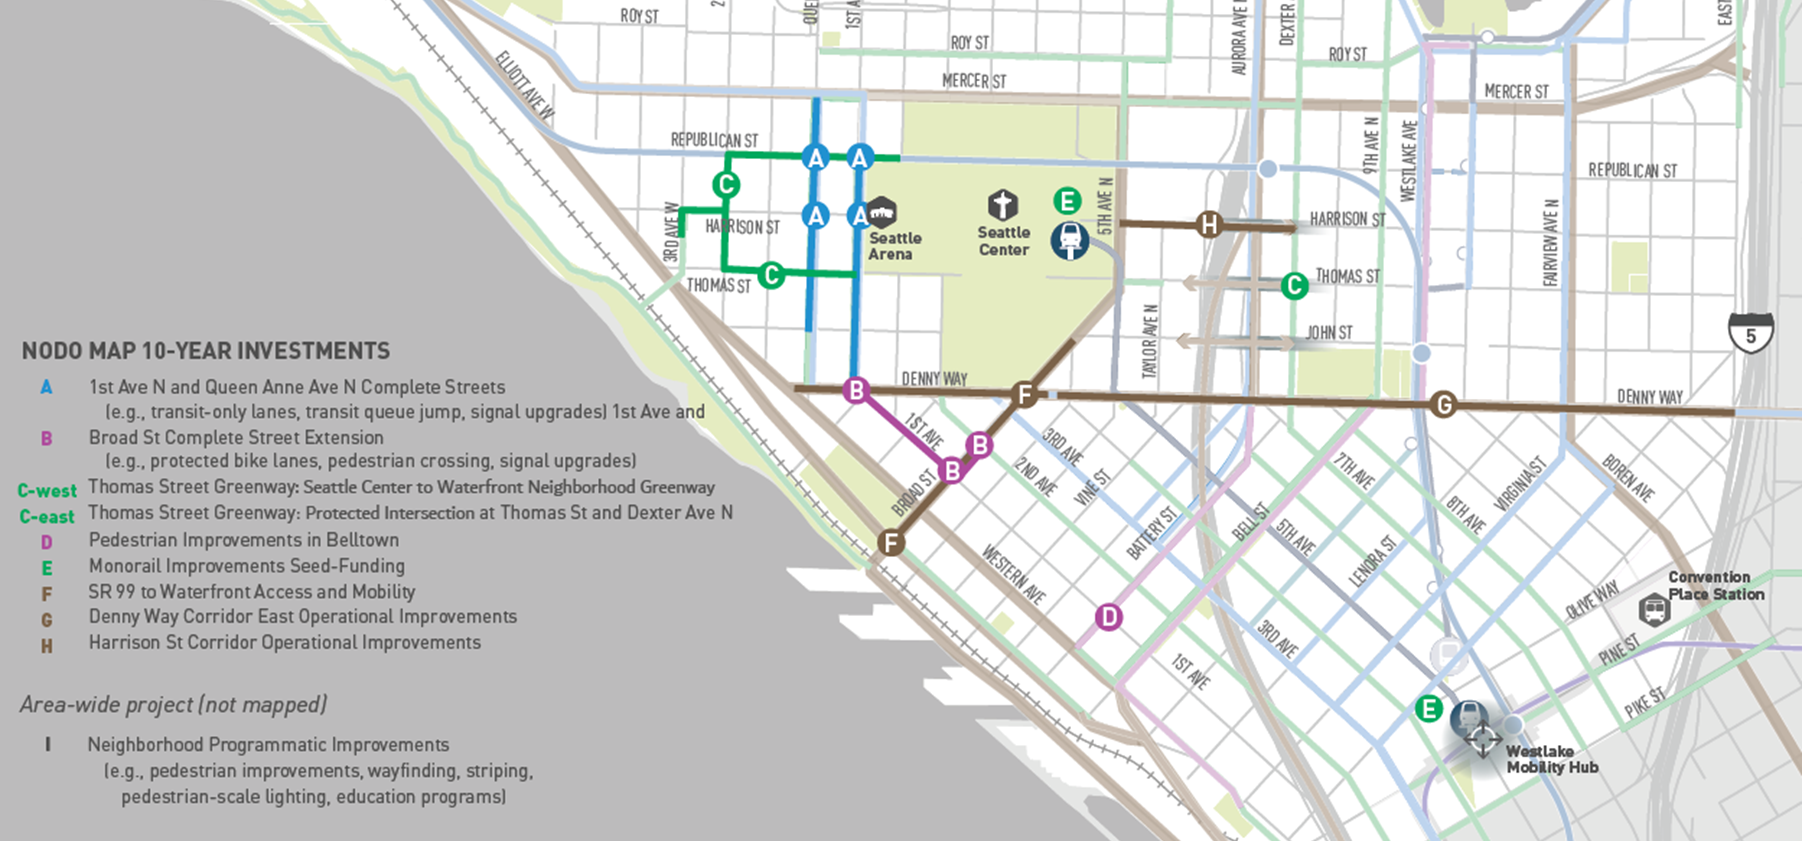 ROY ST
2
QUE
1ST A
ROY ST
AURORA AVE N
DEXTER
ROY ST
EAST
ELLIOTT AVE W
MERCER ST
MERCER ST
REPUBLICAN ST
A
A
9TH AVE N
WESTLAKE AVE
REPUBLICAN ST
C
E
5TH AVE N
3RD AVE W
HARRISON ST
A
A
Seattle
Arena
Seattle
Center
H
HARRISON ST
FAIRVIEW AVE N
THOMAS ST
C
C
THOMAS ST
TAYLOR AVE N
JOHN ST
5
NODO MAP 10-YEAR INVESTMENTS
A 1st Ave N and Queen Anne Ave N Complete Streets
(e.g., transit-only lanes, transit queue jump, signal upgrades) 1st Ave and
B Broad St Complete Street Extension
(e.g., protected bike lanes, pedestrian crossing, signal upgrades)
C-west Thomas Street Greenway: Seattle Center to Waterfront Neighborhood Greenway
C-east Thomas Street Greenway: Protected Intersection at Thomas St and Dexter Ave N
D Pedestrian Improvements in Belltown
E Monorail Improvements Seed-Funding
F SR 99 to Waterfront Access and Mobility
G Denny Way Corridor East Operational Improvements
H Harrison St Corridor Operational Improvements
Area-wide project (not mapped)
I Neighborhood Programmatic Improvements
(e.g., pedestrian improvements, wayfinding, striping,
pedestrian-scale lighting, education programs)
B
DENNY WAY
F
G
DENNY WAY
1ST AVE
B
B
3RD AVE
2ND AVE
VINE ST
BROAD ST
7TH AVE
8TH AVE
VIRGINIA ST
BOREN AVE
F
BATTERY ST
BELL ST
5TH AVE
LENORA ST
WESTERN AVE
D
3RD AVE
1ST AVE
OLIVE WAY
Convention
Place Station
PINE ST
PIKE ST
E
Westlake
Mobility Hub